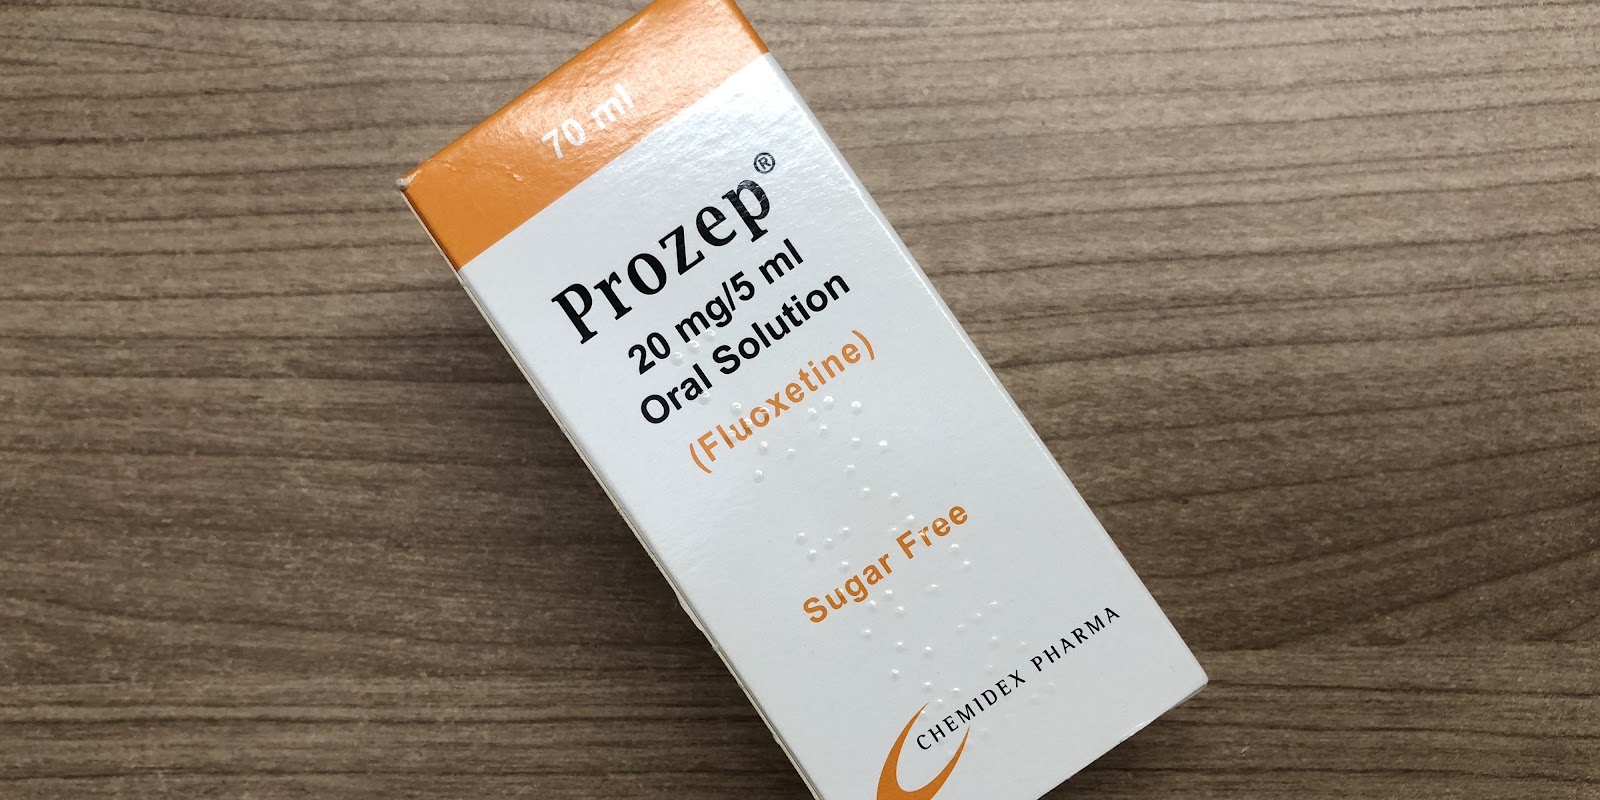 70 ml
Prozep®
20 mg/5 ml
Oral Solution
(Fluoxetine)
Sugar Free
CHEMIDEX PHARMA